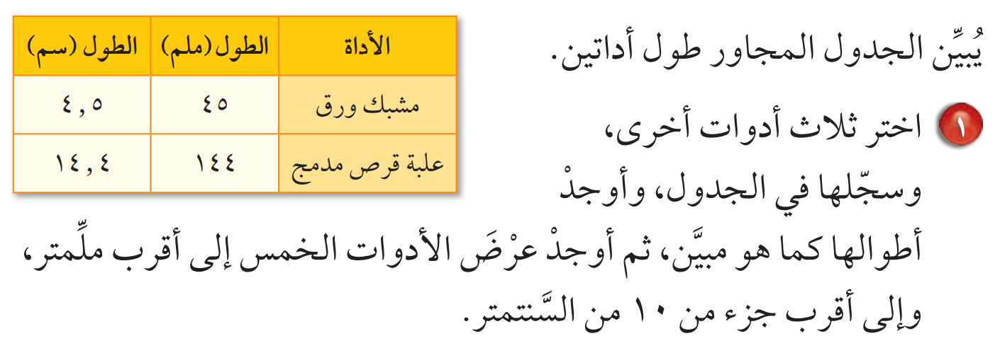 يُبيِّن الجدول المجاور طول أداتين.
الأداة الطول (ملم) الطول (سم)
مشبك ورق ٤٥ ٤,٥
علبة قرص مدمج ١٤٤ ١٤,٤
١ اختر ثلاث أدوات أخرى،
وسجّلها في الجدول، وأوجدْ
أطوالها كما هو مبيَّن، ثم أوجدْ عرْضَ الأدوات الخمس إلى أقرب ملِّمتر،
وإلى أقرب جزء من ١٠ من السَّنتمتر.